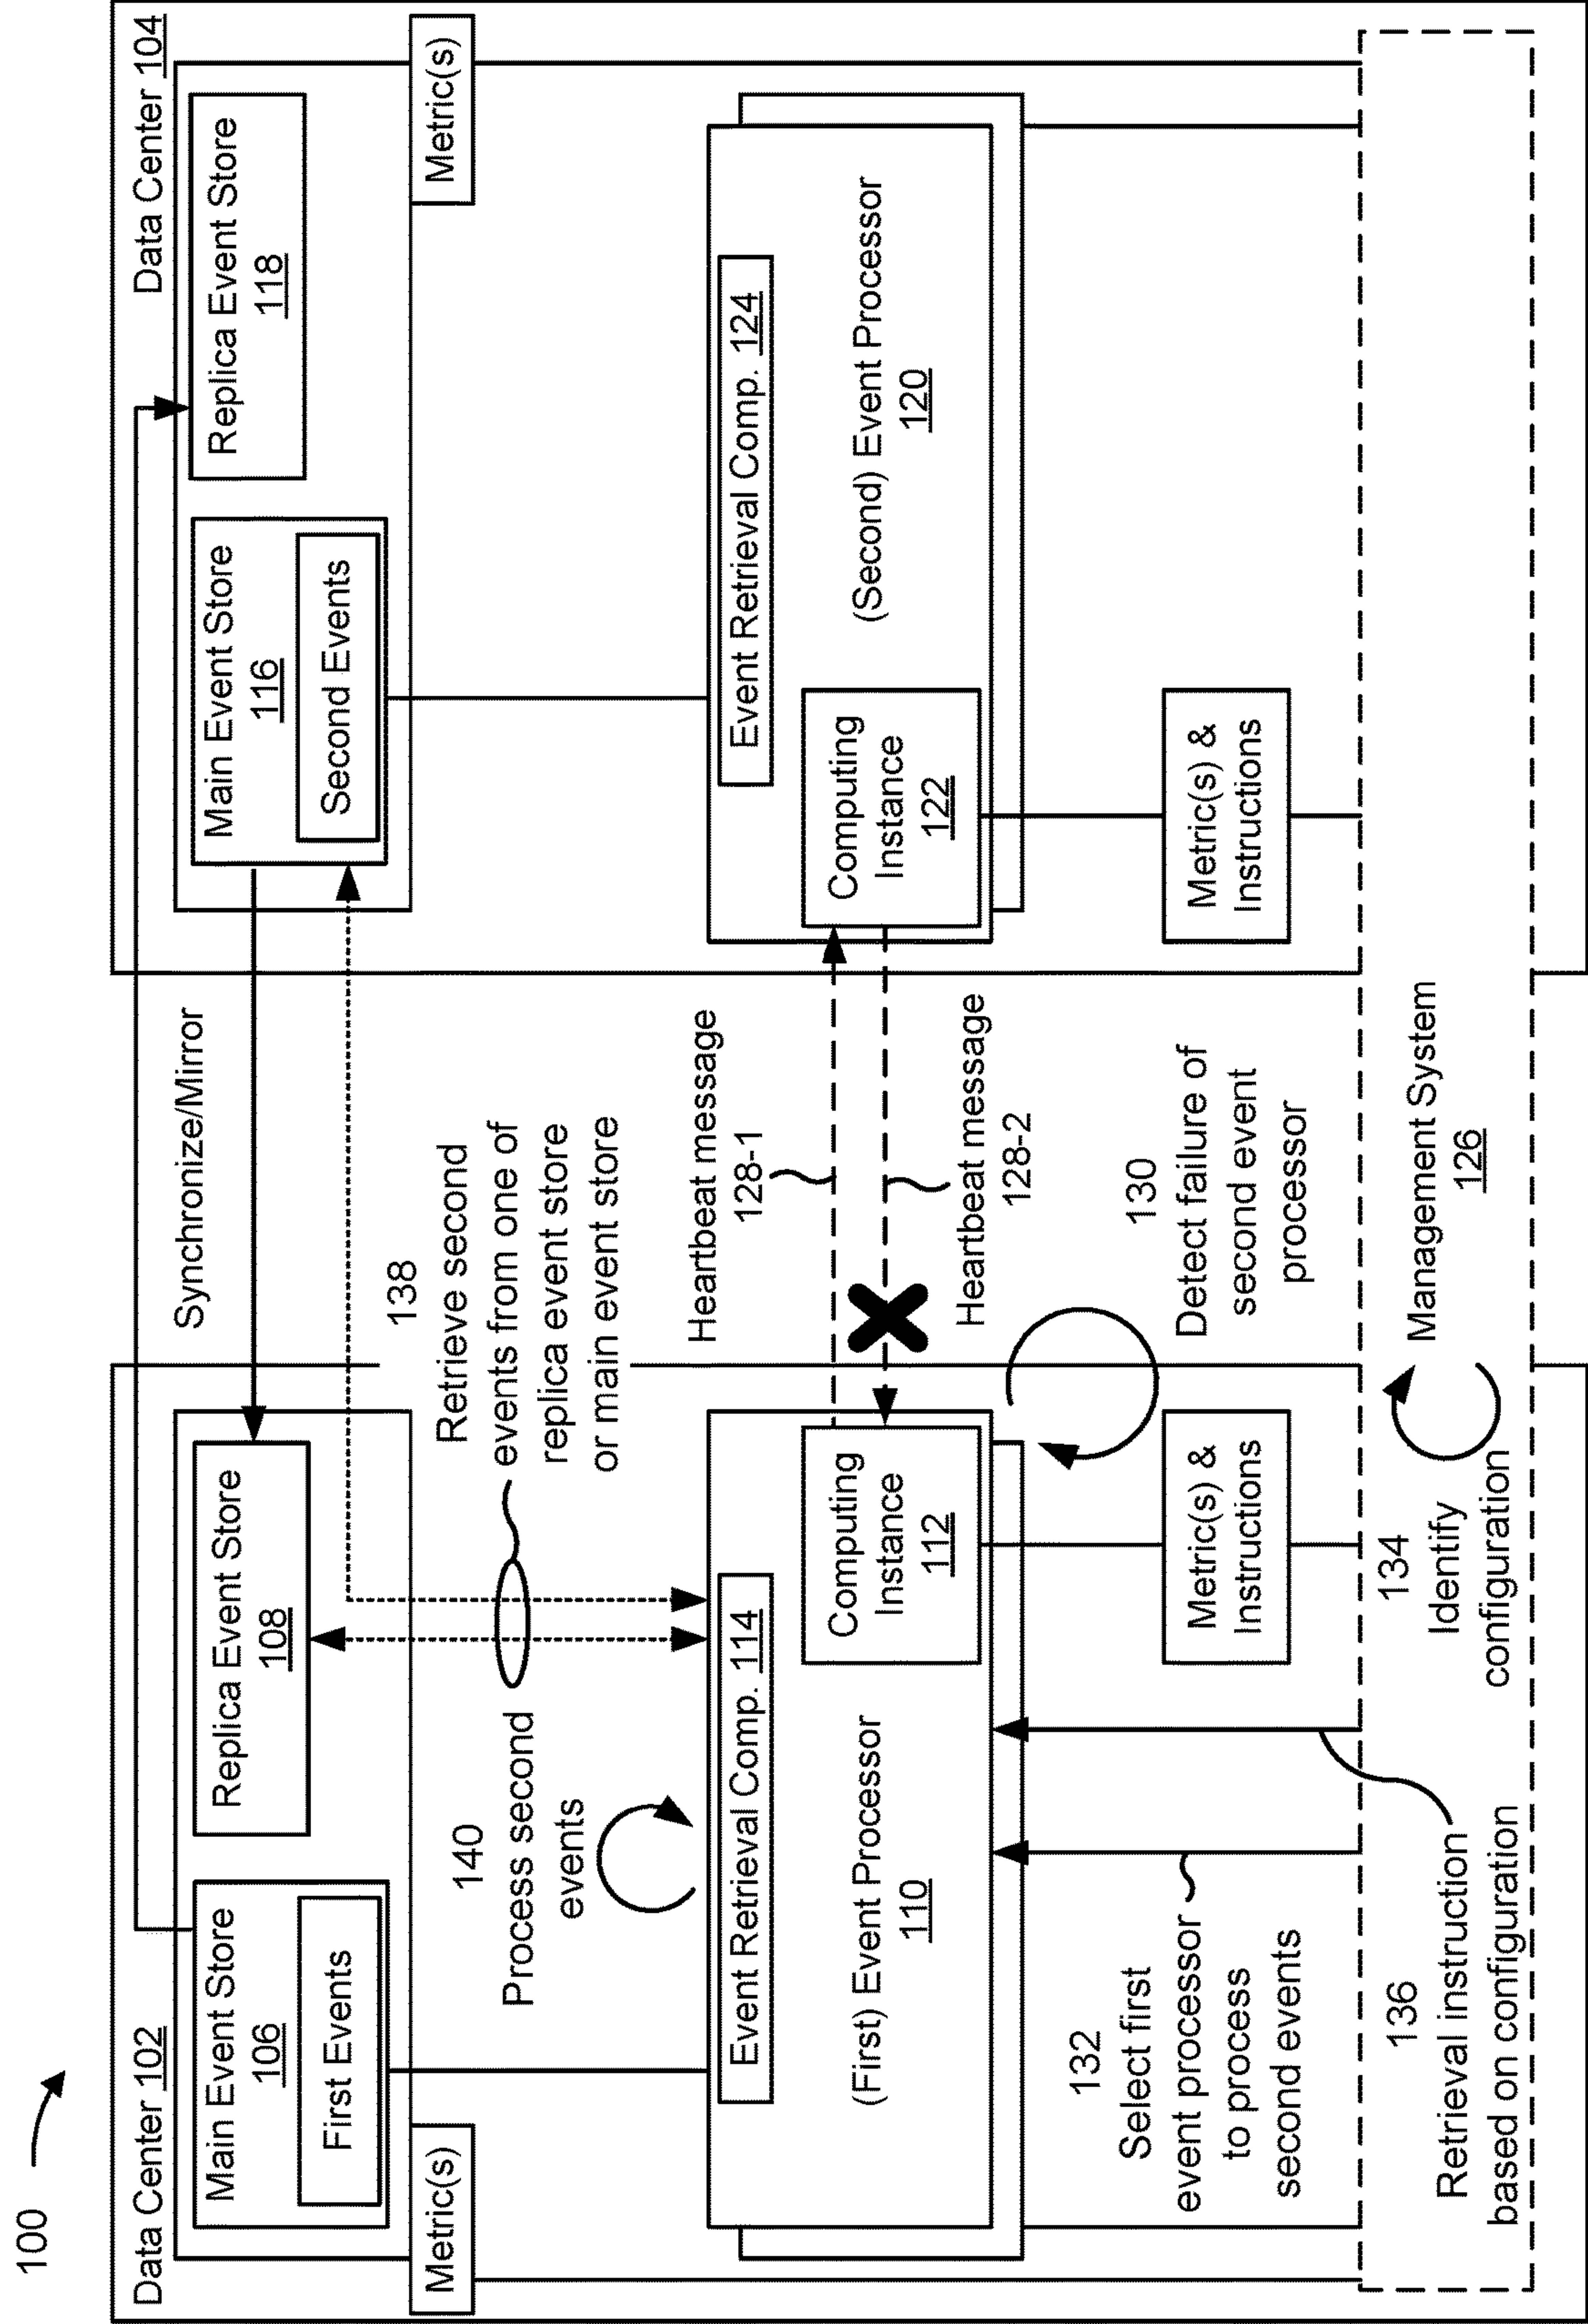 100
Data Center 102
Main Event Store
106
First Events
Replica Event Store
108
Metric(s)
Synchronize/Mirror
Data Center 104
Main Event Store
116
Second Events
Replica Event Store
118
Metric(s)
138
Retrieve second
events from one of
replica event store
or main event store
140
Process second
events
Event Retrieval Comp. 114
(First) Event Processor
110
Computing
Instance
112
Heartbeat message
128-1
Heartbeat message
128-2
Event Retrieval Comp. 124
(Second) Event Processor
120
Computing
Instance
122
130
Detect failure of
second event
processor
132
Select first
event processor
to process
second events
Metric(s) &
Instructions
Metric(s) &
Instructions
136
Retrieval instruction
based on configuration
134
Identify
configuration
Management System
126